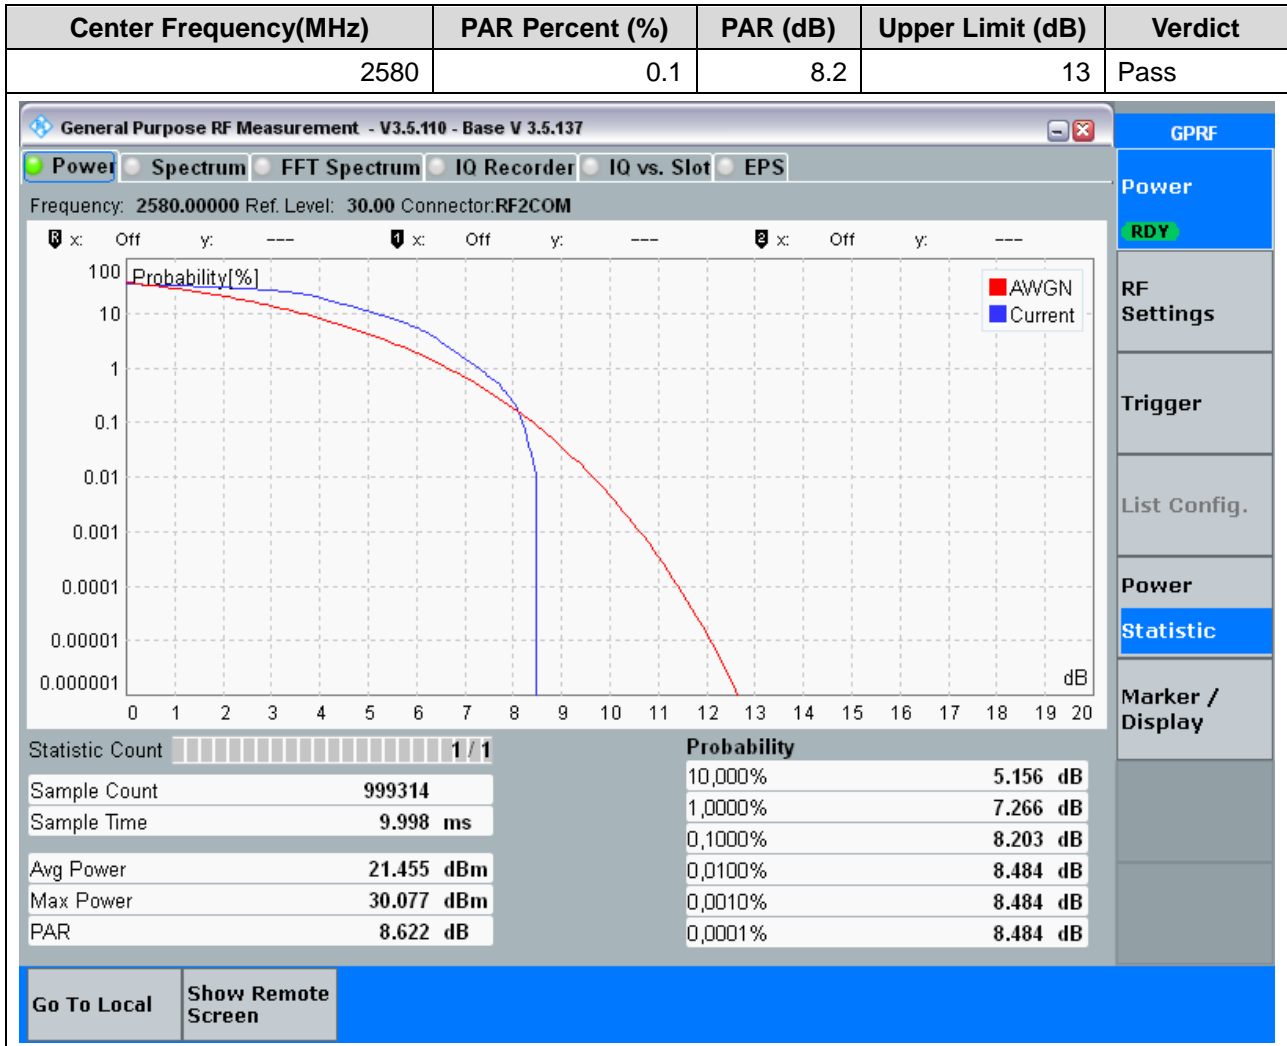 Center Frequency(MHz) PAR Percent (%) PAR (dB) Upper Limit (dB) Verdict
2580 0.1 8.2 13 Pass
General Purpose RF Measurement - V3.5.110 - Base V 3.5.137
GPRF
Power Spectrum FFT Spectrum IQ Recorder IQ vs. Slot EPS
Power
RDY
Frequency: 2580.00000 Ref. Level: 30.00 Connector:RF2COM
R x: Off y: --- 1 x: Off y: --- 2 x: Off y: ---
Probability[%]
AWGN
Current
100
10
1
0.1
0.01
0.001
0.0001
0.00001
0.000001
dB
0 1 2 3 4 5 6 7 8 9 10 11 12 13 14 15 16 17 18 19 20
RF
Settings
Trigger
List Config.
Power
Statistic
Marker /
Display
Statistic Count 1 / 1
Sample Count 999314
Sample Time 9.998 ms
Avg Power 21.455 dBm
Max Power 30.077 dBm
PAR 8.622 dB
Probability
10,000% 5.156 dB
1,0000% 7.266 dB
0,1000% 8.203 dB
0,0100% 8.484 dB
0,0010% 8.484 dB
0,0001% 8.484 dB
Go To Local
Show Remote
Screen